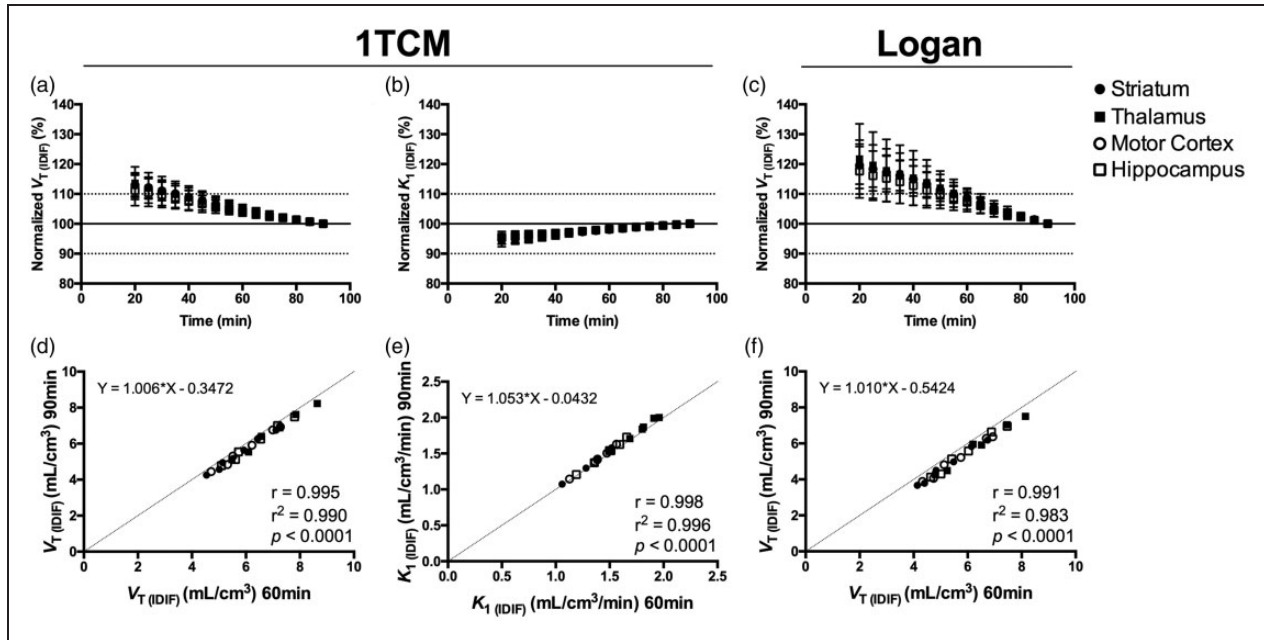 1TCM
Logan
(a)
(b)
(c)
Striatum
Thalamus
Motor Cortex
Hippocampus
Normalized VT (IDIF) (%)
140
130
120
110
100
90
80
0 20 40 60 80 100
Time (min)
Normalized K1 (IDIF) (%)
140
130
120
110
100
90
80
0 20 40 60 80 100
Time (min)
Normalized VT (IDIF) (%)
140
130
120
110
100
90
80
0 20 40 60 80 100
Time (min)
(d)
(e)
(f)
VT (IDIF) (mL/cm³) 90min
10
8
6
4
2
0
Y = 1.006*X - 0.3472
r = 0.995
r² = 0.990
p < 0.0001
0 2 4 6 8 10
VT (IDIF) (mL/cm³) 60min
K1 (IDIF) (mL/cm³/min) 90min
2.5
2.0
1.5
1.0
0.5
0.0
Y = 1.053*X - 0.0432
r = 0.998
r² = 0.996
p < 0.0001
0.0 0.5 1.0 1.5 2.0 2.5
K1 (IDIF) (mL/cm³/min) 60min
VT (IDIF) (mL/cm³) 90min
10
8
6
4
2
0
Y = 1.010*X - 0.5424
r = 0.991
r² = 0.983
p < 0.0001
0 2 4 6 8 10
VT (IDIF) (mL/cm³) 60min